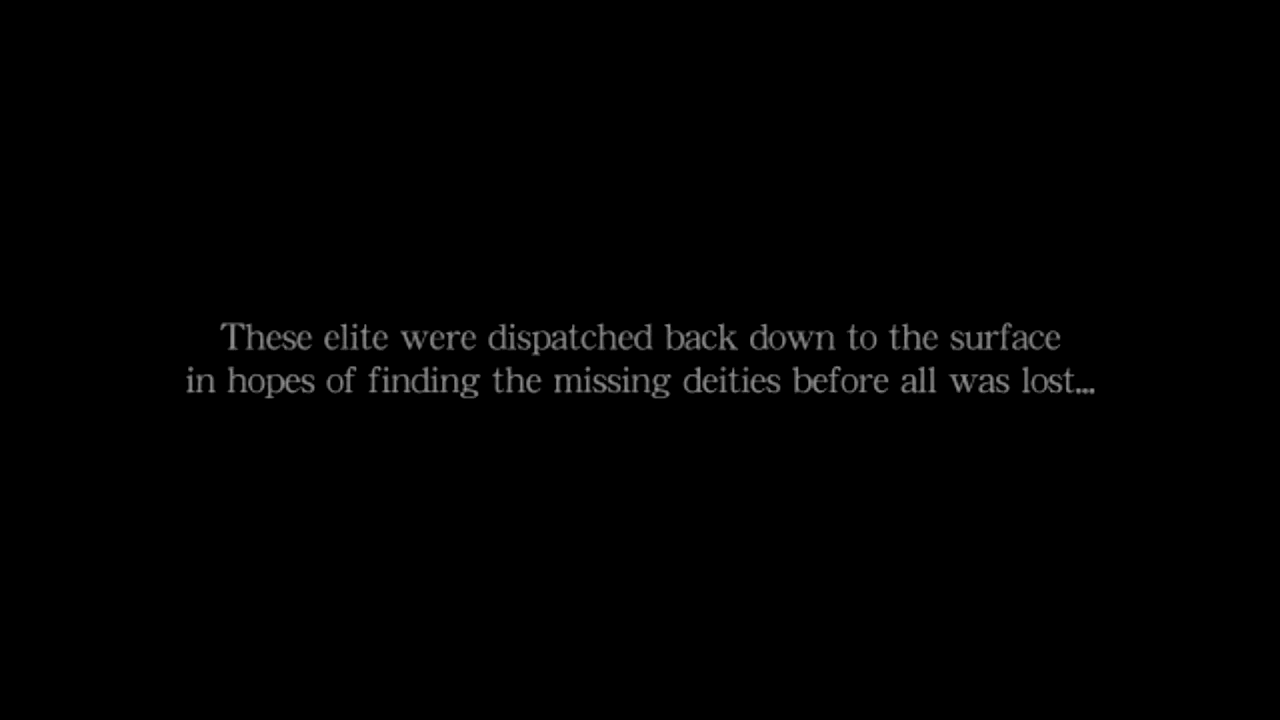 These elite were dispatched back down to the surface
in hopes of finding the missing deities before all was lost...